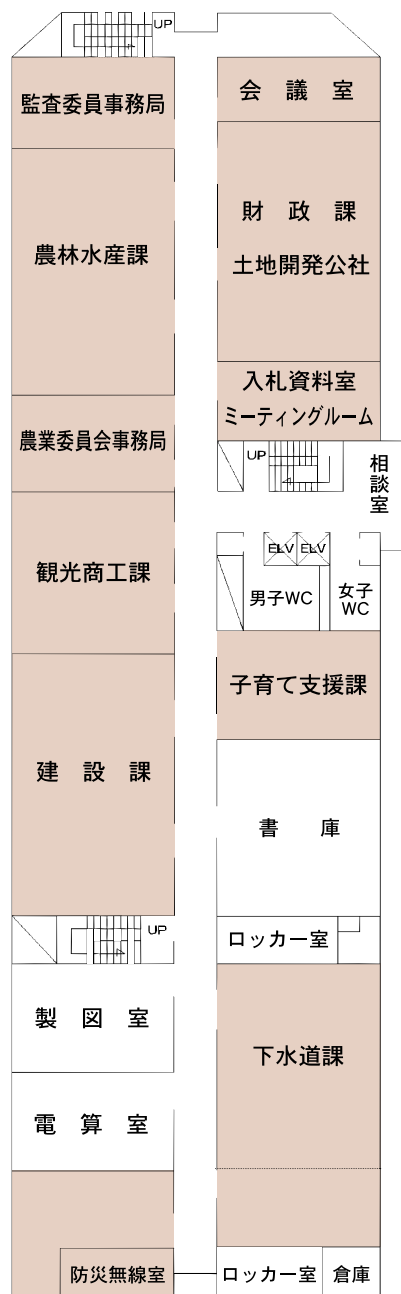 UP
監査委員事務局
会議室
農林水産課
財政課
土地開発公社
入札資料室
ミーティングルーム
農業委員会事務局
UP
相談室
ELV
ELV
観光商工課
男子WC
女子
WC
子育て支援課
建設課
書庫
UP
ロッカー室
製図室
下水道課
電算室
防災無線室
ロッカー室
倉庫